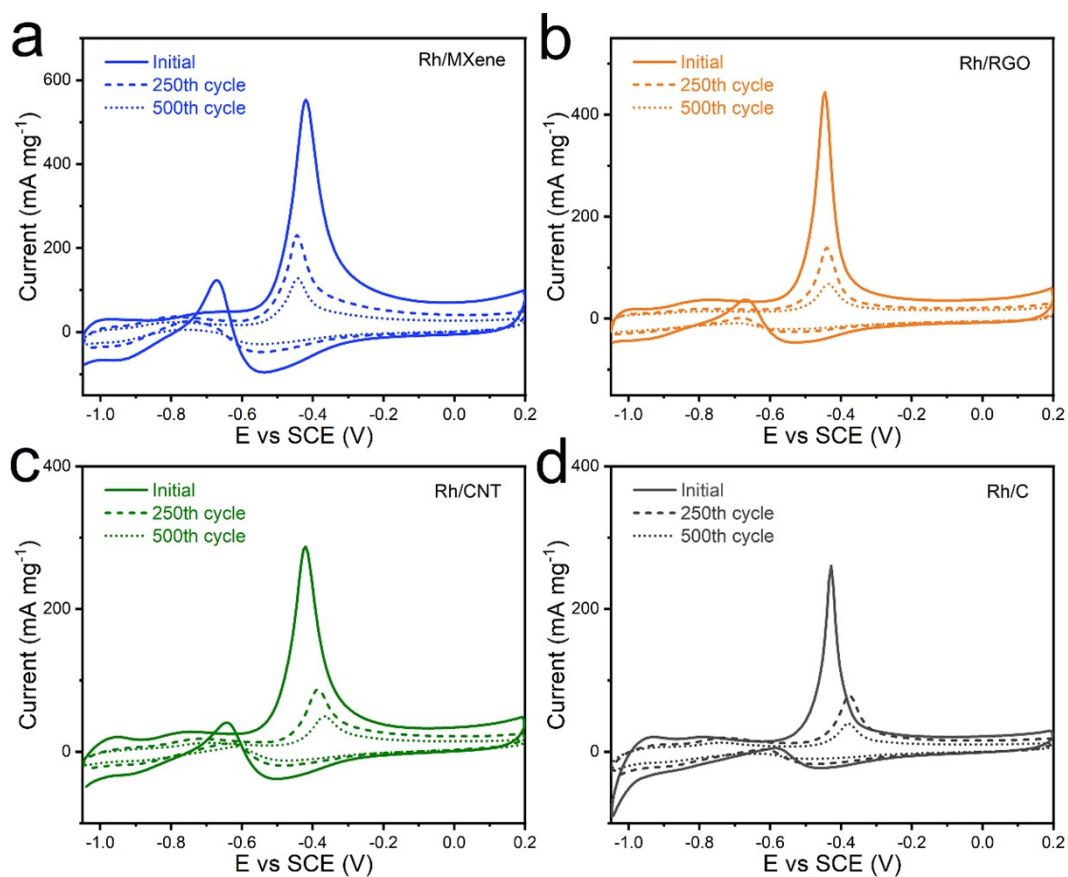 a
Initial
250th cycle
500th cycle
Rh/MXene
600
400
200
0
Current (mA mg⁻¹)
-1.0 -0.8 -0.6 -0.4 -0.2 0.0 0.2
E vs SCE (V)
b
Initial
250th cycle
500th cycle
Rh/RGO
400
200
0
Current (mA mg⁻¹)
-1.0 -0.8 -0.6 -0.4 -0.2 0.0 0.2
E vs SCE (V)
c
Initial
250th cycle
500th cycle
Rh/CNT
400
200
0
Current (mA mg⁻¹)
-1.0 -0.8 -0.6 -0.4 -0.2 0.0 0.2
E vs SCE (V)
d
Initial
250th cycle
500th cycle
Rh/C
400
200
0
Current (mA mg⁻¹)
-1.0 -0.8 -0.6 -0.4 -0.2 0.0 0.2
E vs SCE (V)